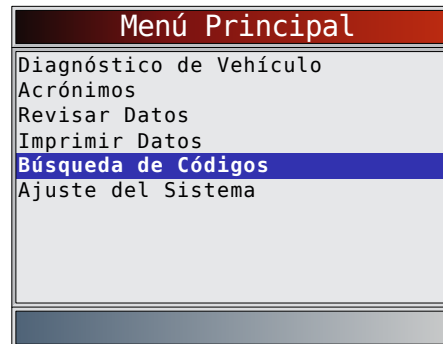 Menú Principal
Diagnóstico de Vehículo
Acrónimos
Revisar Datos
Imprimir Datos
Búsqueda de Códigos
Ajuste del Sistema